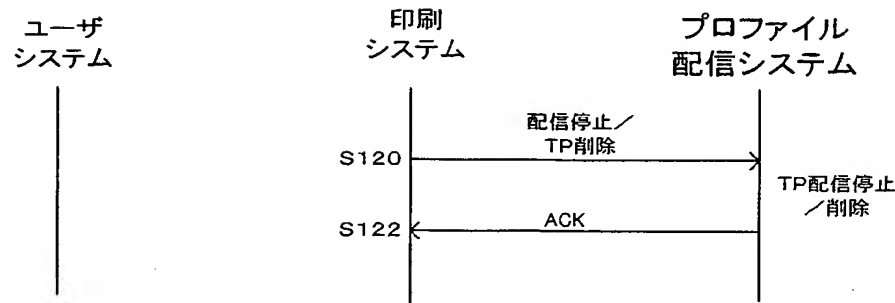 ユーザ
システム
印刷
システム
プロファイル
配信システム
配信停止／
TP削除
S120
TP配信停止
／削除
S122
ACK